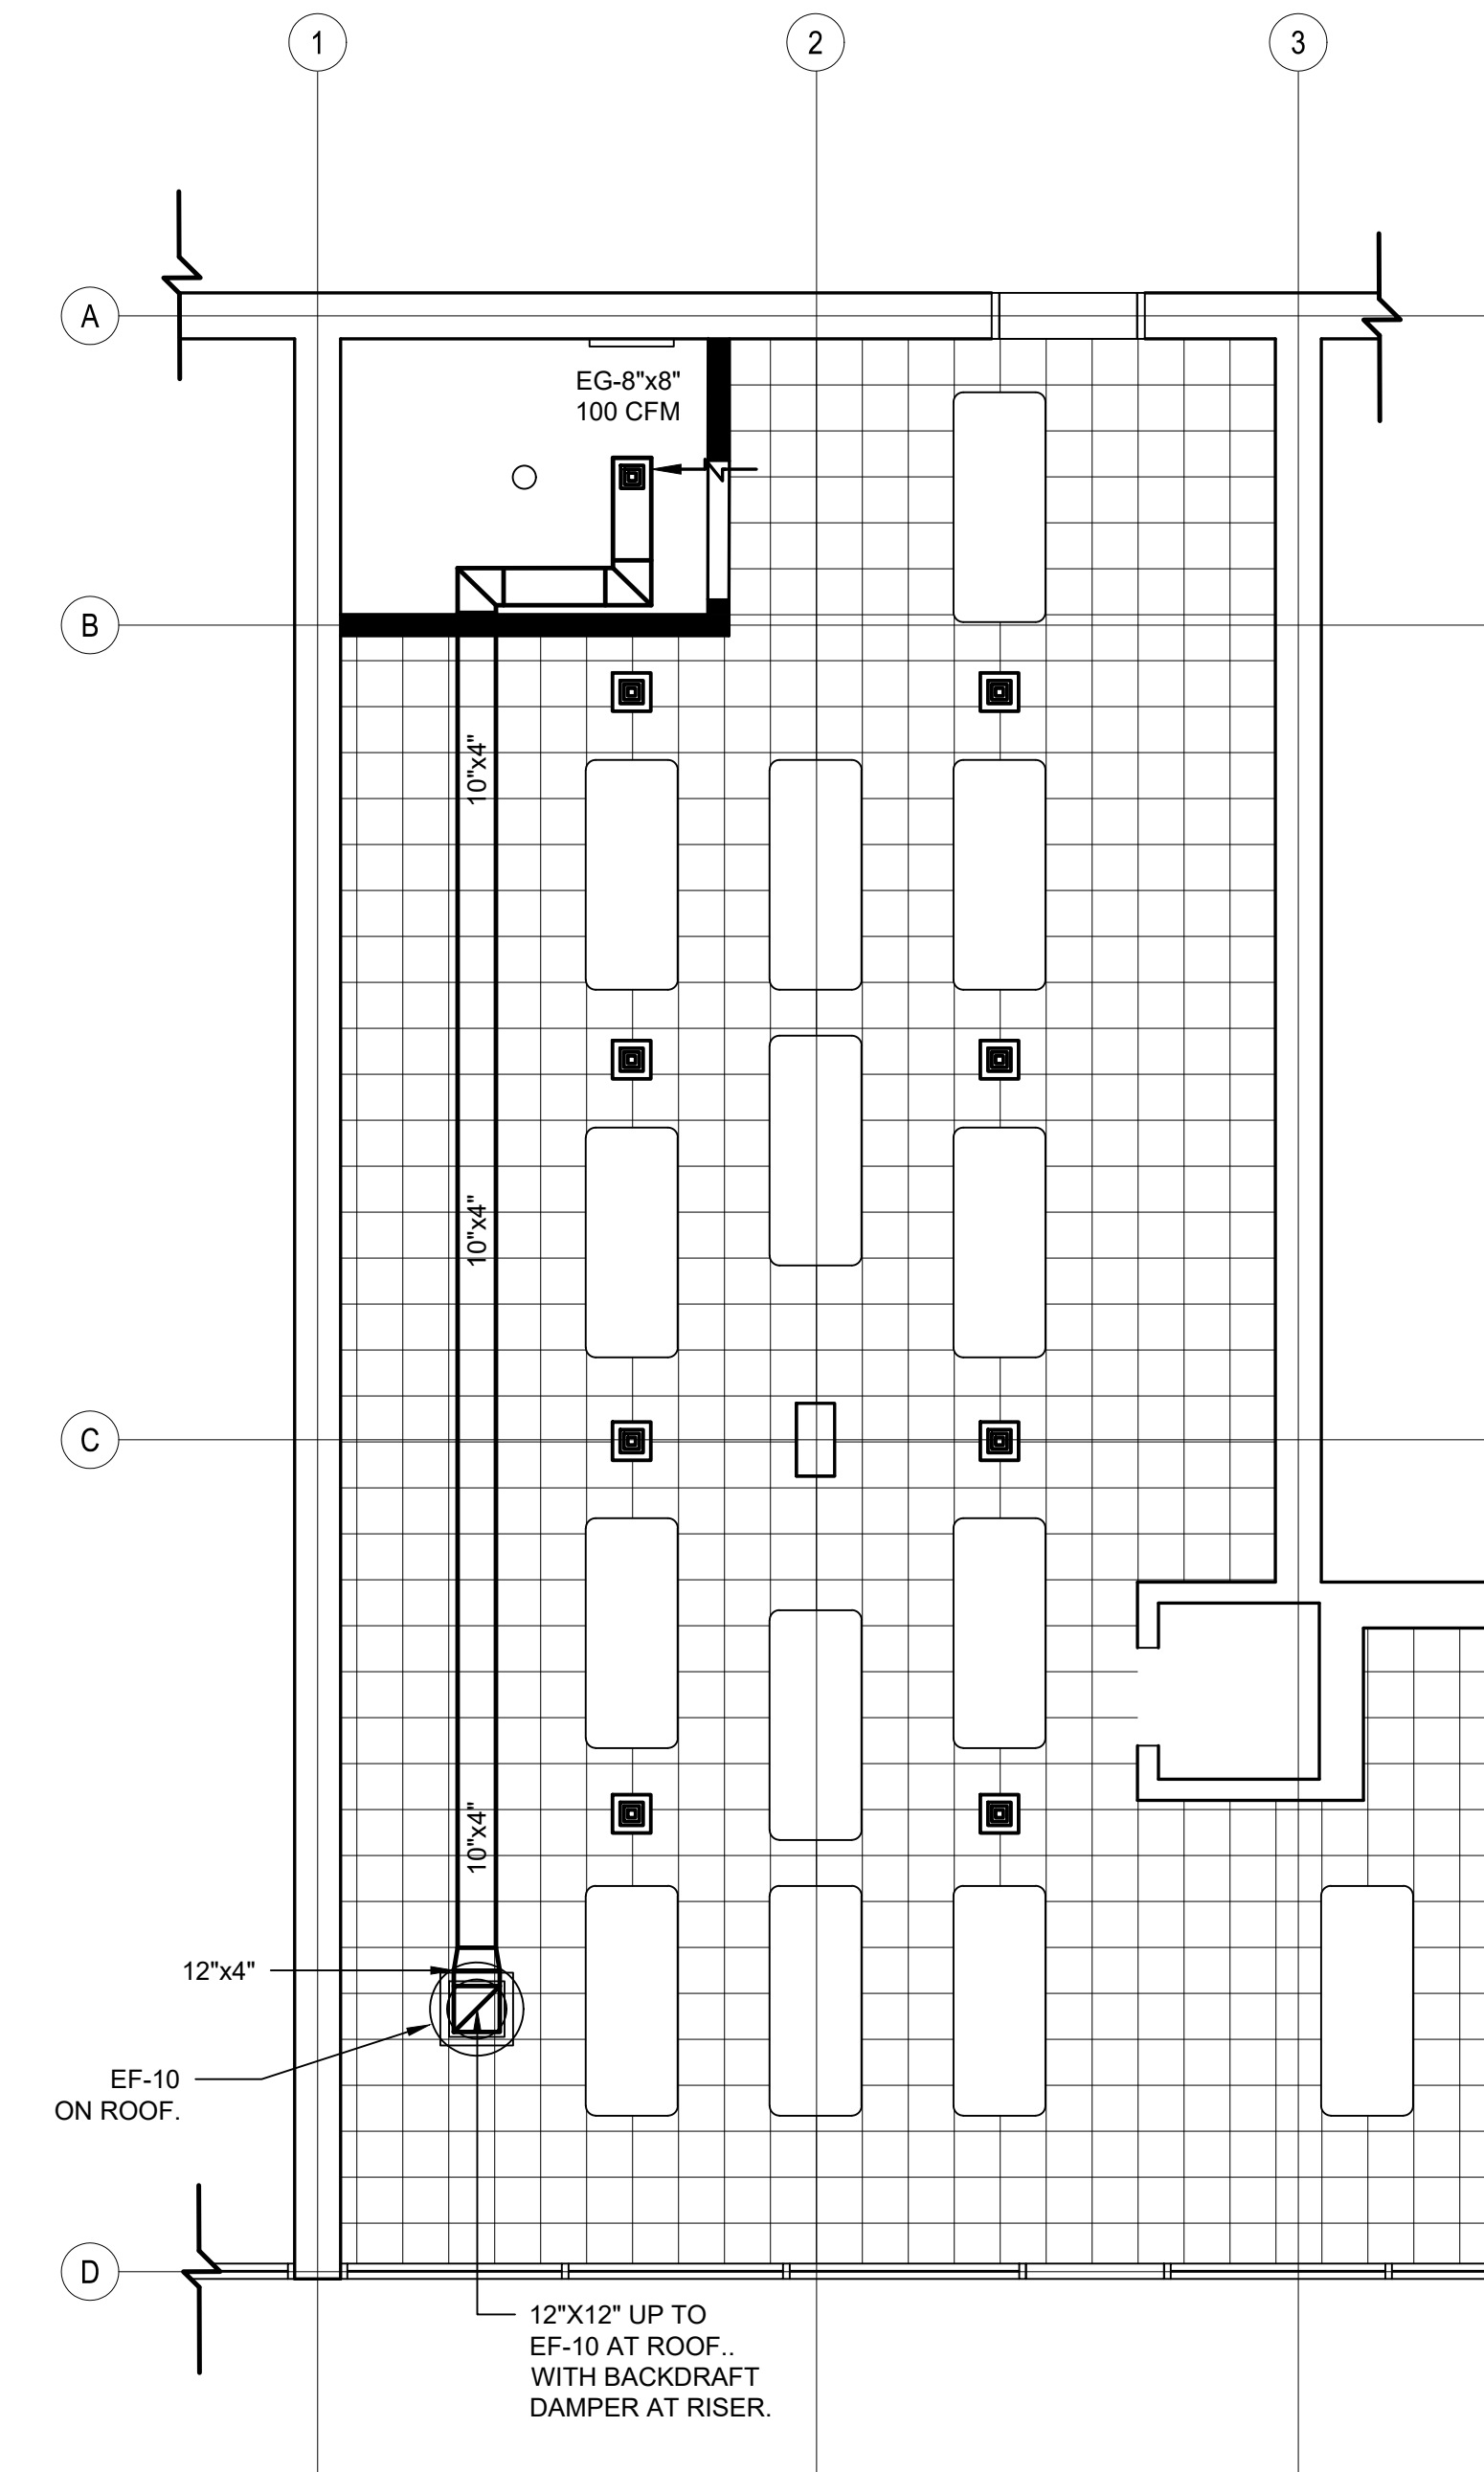 1
2
3
A
EG-8"x8"
100 CFM
B
10"x4"
10"x4"
C
10"x4"
12"x4"
EF-10
ON ROOF.
D
12"X12" UP TO
EF-10 AT ROOF..
WITH BACKDRAFT
DAMPER AT RISER.